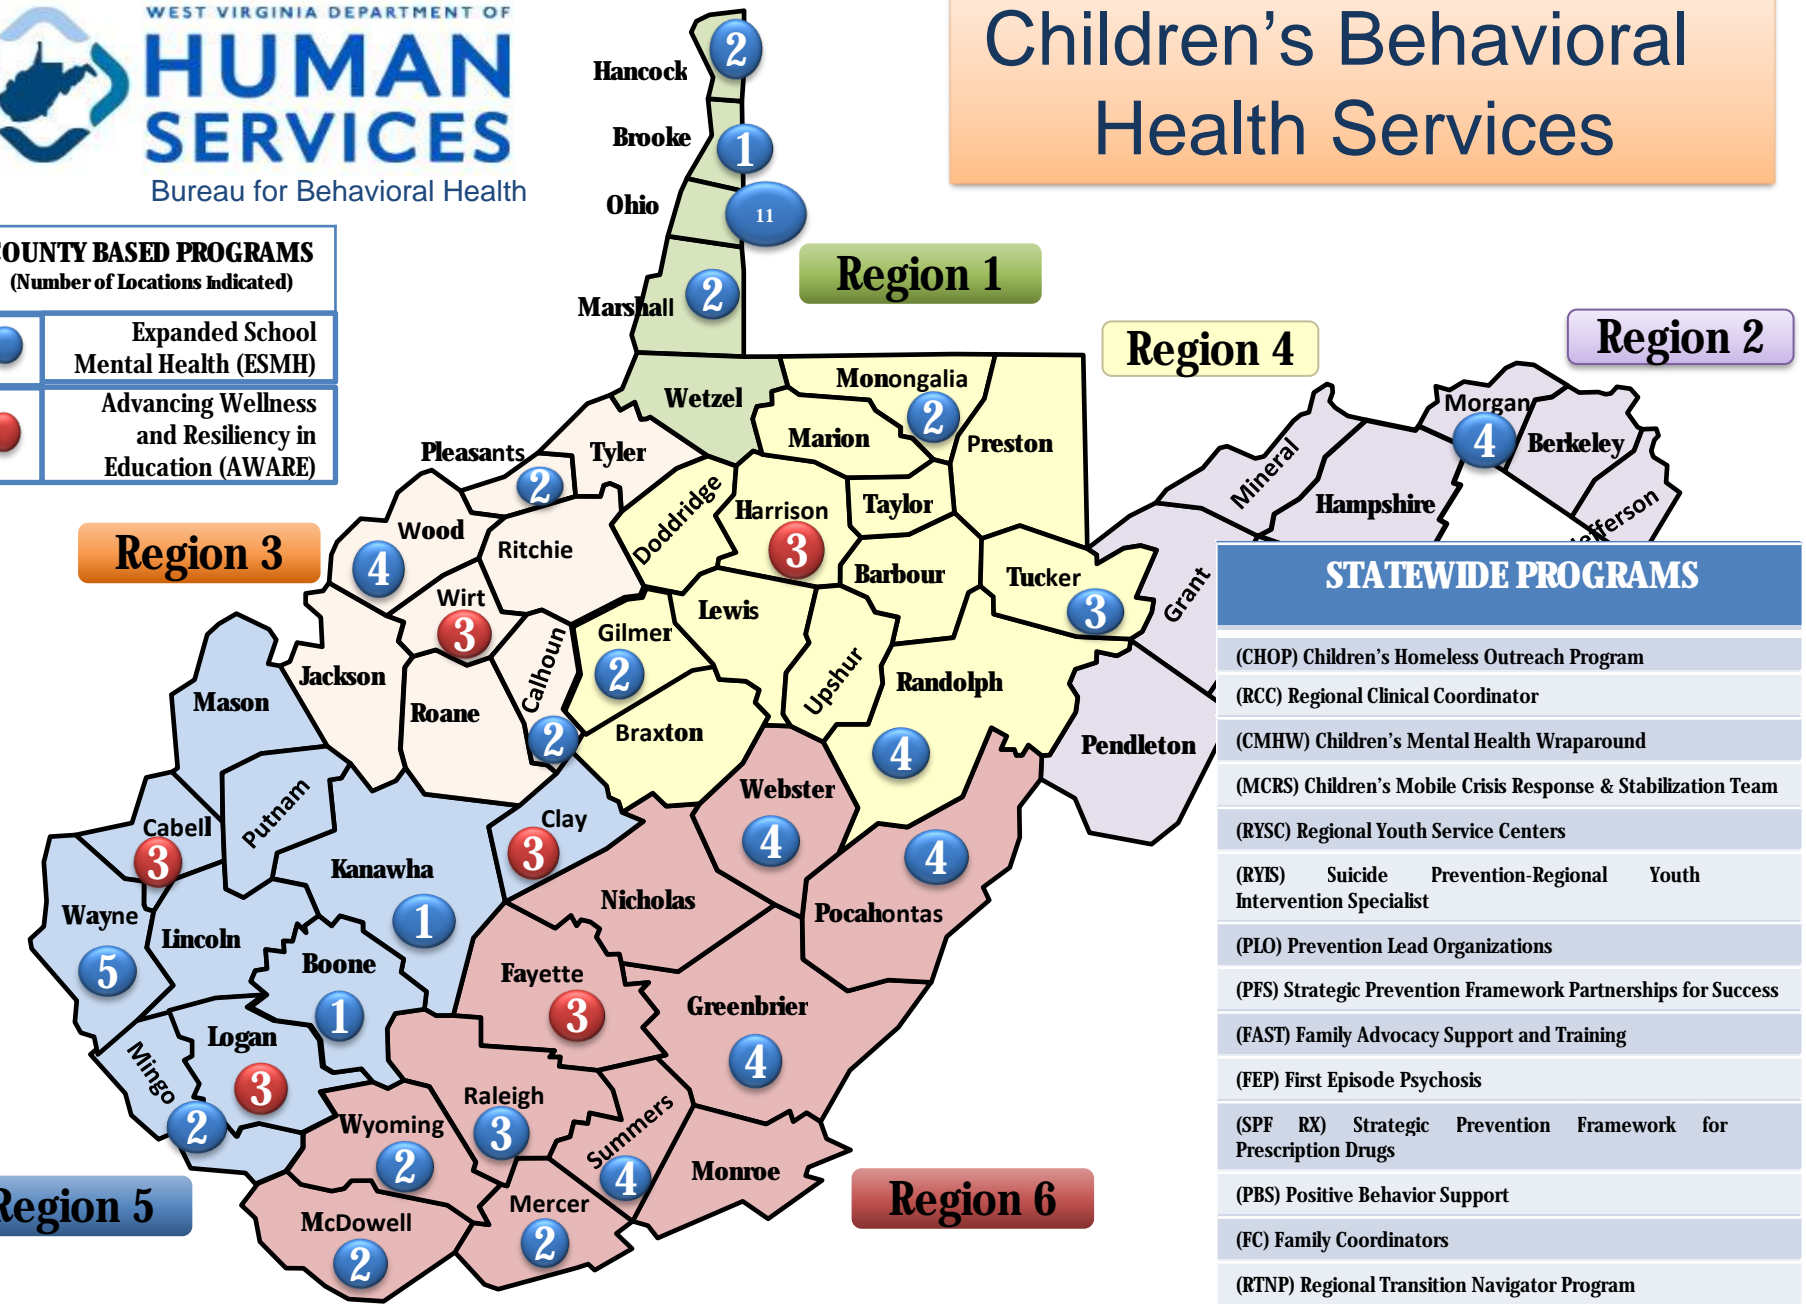 WEST VIRGINIA DEPARTMENT OF
HUMAN
SERVICES
Bureau for Behavioral Health
Children's Behavioral
Health Services
COUNTY BASED PROGRAMS
(Number of Locations Indicated)
Expanded School
Mental Health (ESMH)
Advancing Wellness
and Resiliency in
Education (AWARE)
Hancock
2
Brooke
1
Ohio
11
Marshall
2
Region 1
Wetzel
Region 4
Region 2
Monongalia
2
Marion
Preston
Morgan
4
Berkeley
Jefferson
Mineral
Hampshire
Grant
Pendleton
Pleasants
2
Tyler
Doddridge
Harrison
3
Taylor
Barbour
Tucker
3
Region 3
Wood
4
Ritchie
Wirt
3
Calhoun
2
Gilmer
2
Lewis
Upshur
Randolph
4
Jackson
Roane
Braxton
Mason
Putnam
Cabell
3
Kanawha
1
Clay
3
Webster
4
Pocahontas
4
Nicholas
Wayne
5
Lincoln
Boone
1
Fayette
3
Greenbrier
4
Logan
3
Mingo
2
Wyoming
2
Raleigh
3
Summers
4
Monroe
Mercer
2
McDowell
2
Region 5
Region 6
STATEWIDE PROGRAMS
(CHOP) Children's Homeless Outreach Program
(RCC) Regional Clinical Coordinator
(CMHW) Children's Mental Health Wraparound
(MCRS) Children's Mobile Crisis Response & Stabilization Team
(RYSC) Regional Youth Service Centers
(RYIS) Suicide Prevention-Regional Youth
Intervention Specialist
(PLO) Prevention Lead Organizations
(PFS) Strategic Prevention Framework Partnerships for Success
(FAST) Family Advocacy Support and Training
(FEP) First Episode Psychosis
(SPF RX) Strategic Prevention Framework for
Prescription Drugs
(PBS) Positive Behavior Support
(FC) Family Coordinators
(RTNP) Regional Transition Navigator Program